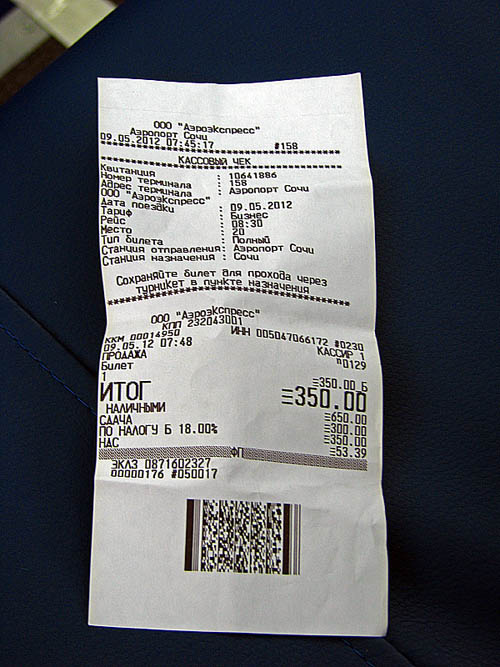 ООО "Аэроэкспресс"
Аэропорт Сочи
09.05.2012 07:45:17 #158
КАССОВЫЙ ЧЕК
Квитанция : 10641886
Номер терминала : 158
Адрес терминала : Аэропорт Сочи
ООО "Аэроэкспресс"
Дата поездки : 09.05.2012
Тариф : Бизнес
Рейс : 08:30
Место : 20
Тип билета : Полный
Станция отправления: Аэропорт Сочи
Станция назначения : Сочи
Сохраняйте билет для прохода через
турникет в пункте назначения
ООО "Аэроэкспресс"
КПП 232043001
ККМ 00014950 ИНН 005047066172 #0230
09.05.12 07:48 КАССИР 1
ПРОДАЖА n0129
Билет
1 ≡350.00 Б
ИТОГ ≡350.00
НАЛИЧНЫМИ ≡650.00
СДАЧА ≡300.00
ПО НАЛОГУ Б 18.00% ≡350.00
НДС ≡53.39
ФП
ЭКЛЗ 0871602327
00000176 #050017